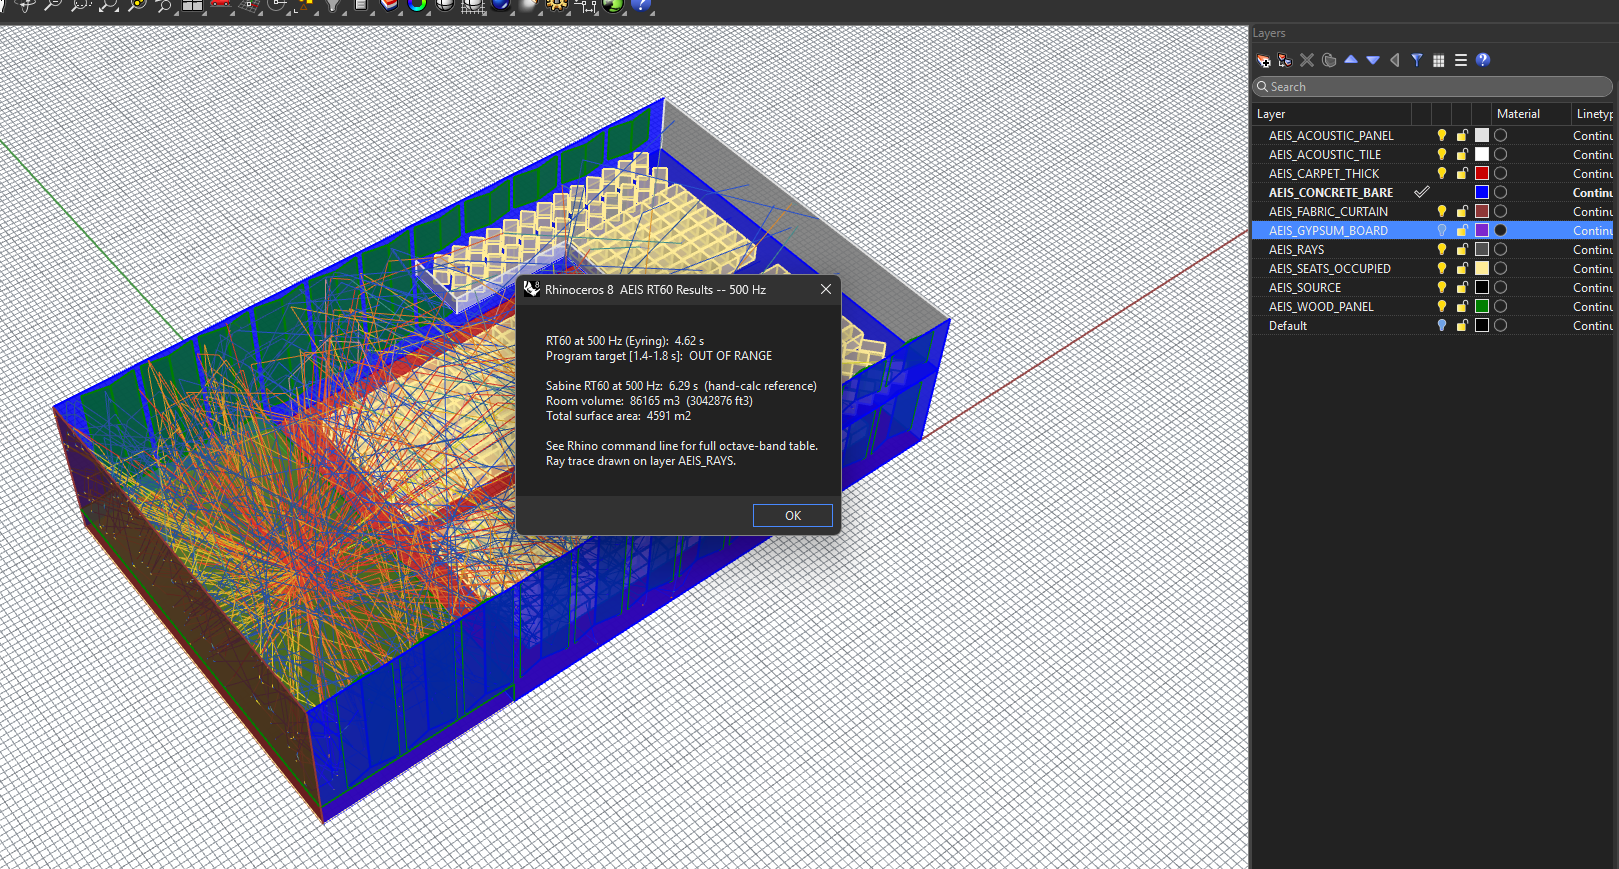 Layers
Search
Layer Material Linetyp
AEIS_ACOUSTIC_PANEL Continu
AEIS_ACOUSTIC_TILE Continu
AEIS_CARPET_THICK Continu
AEIS_CONCRETE_BARE Continu
AEIS_FABRIC_CURTAIN Continu
AEIS_GYPSUM_BOARD Continu
AEIS_RAYS Continu
AEIS_SEATS_OCCUPIED Continu
AEIS_SOURCE Continu
AEIS_WOOD_PANEL Continu
Default Continu
Rhinoceros 8 AEIS RT60 Results -- 500 Hz
RT60 at 500 Hz (Eyring): 4.62 s
Program target [1.4-1.8 s]: OUT OF RANGE
Sabine RT60 at 500 Hz: 6.29 s (hand-calc reference)
Room volume: 86165 m3 (3042876 ft3)
Total surface area: 4591 m2
See Rhino command line for full octave-band table.
Ray trace drawn on layer AEIS_RAYS.
OK